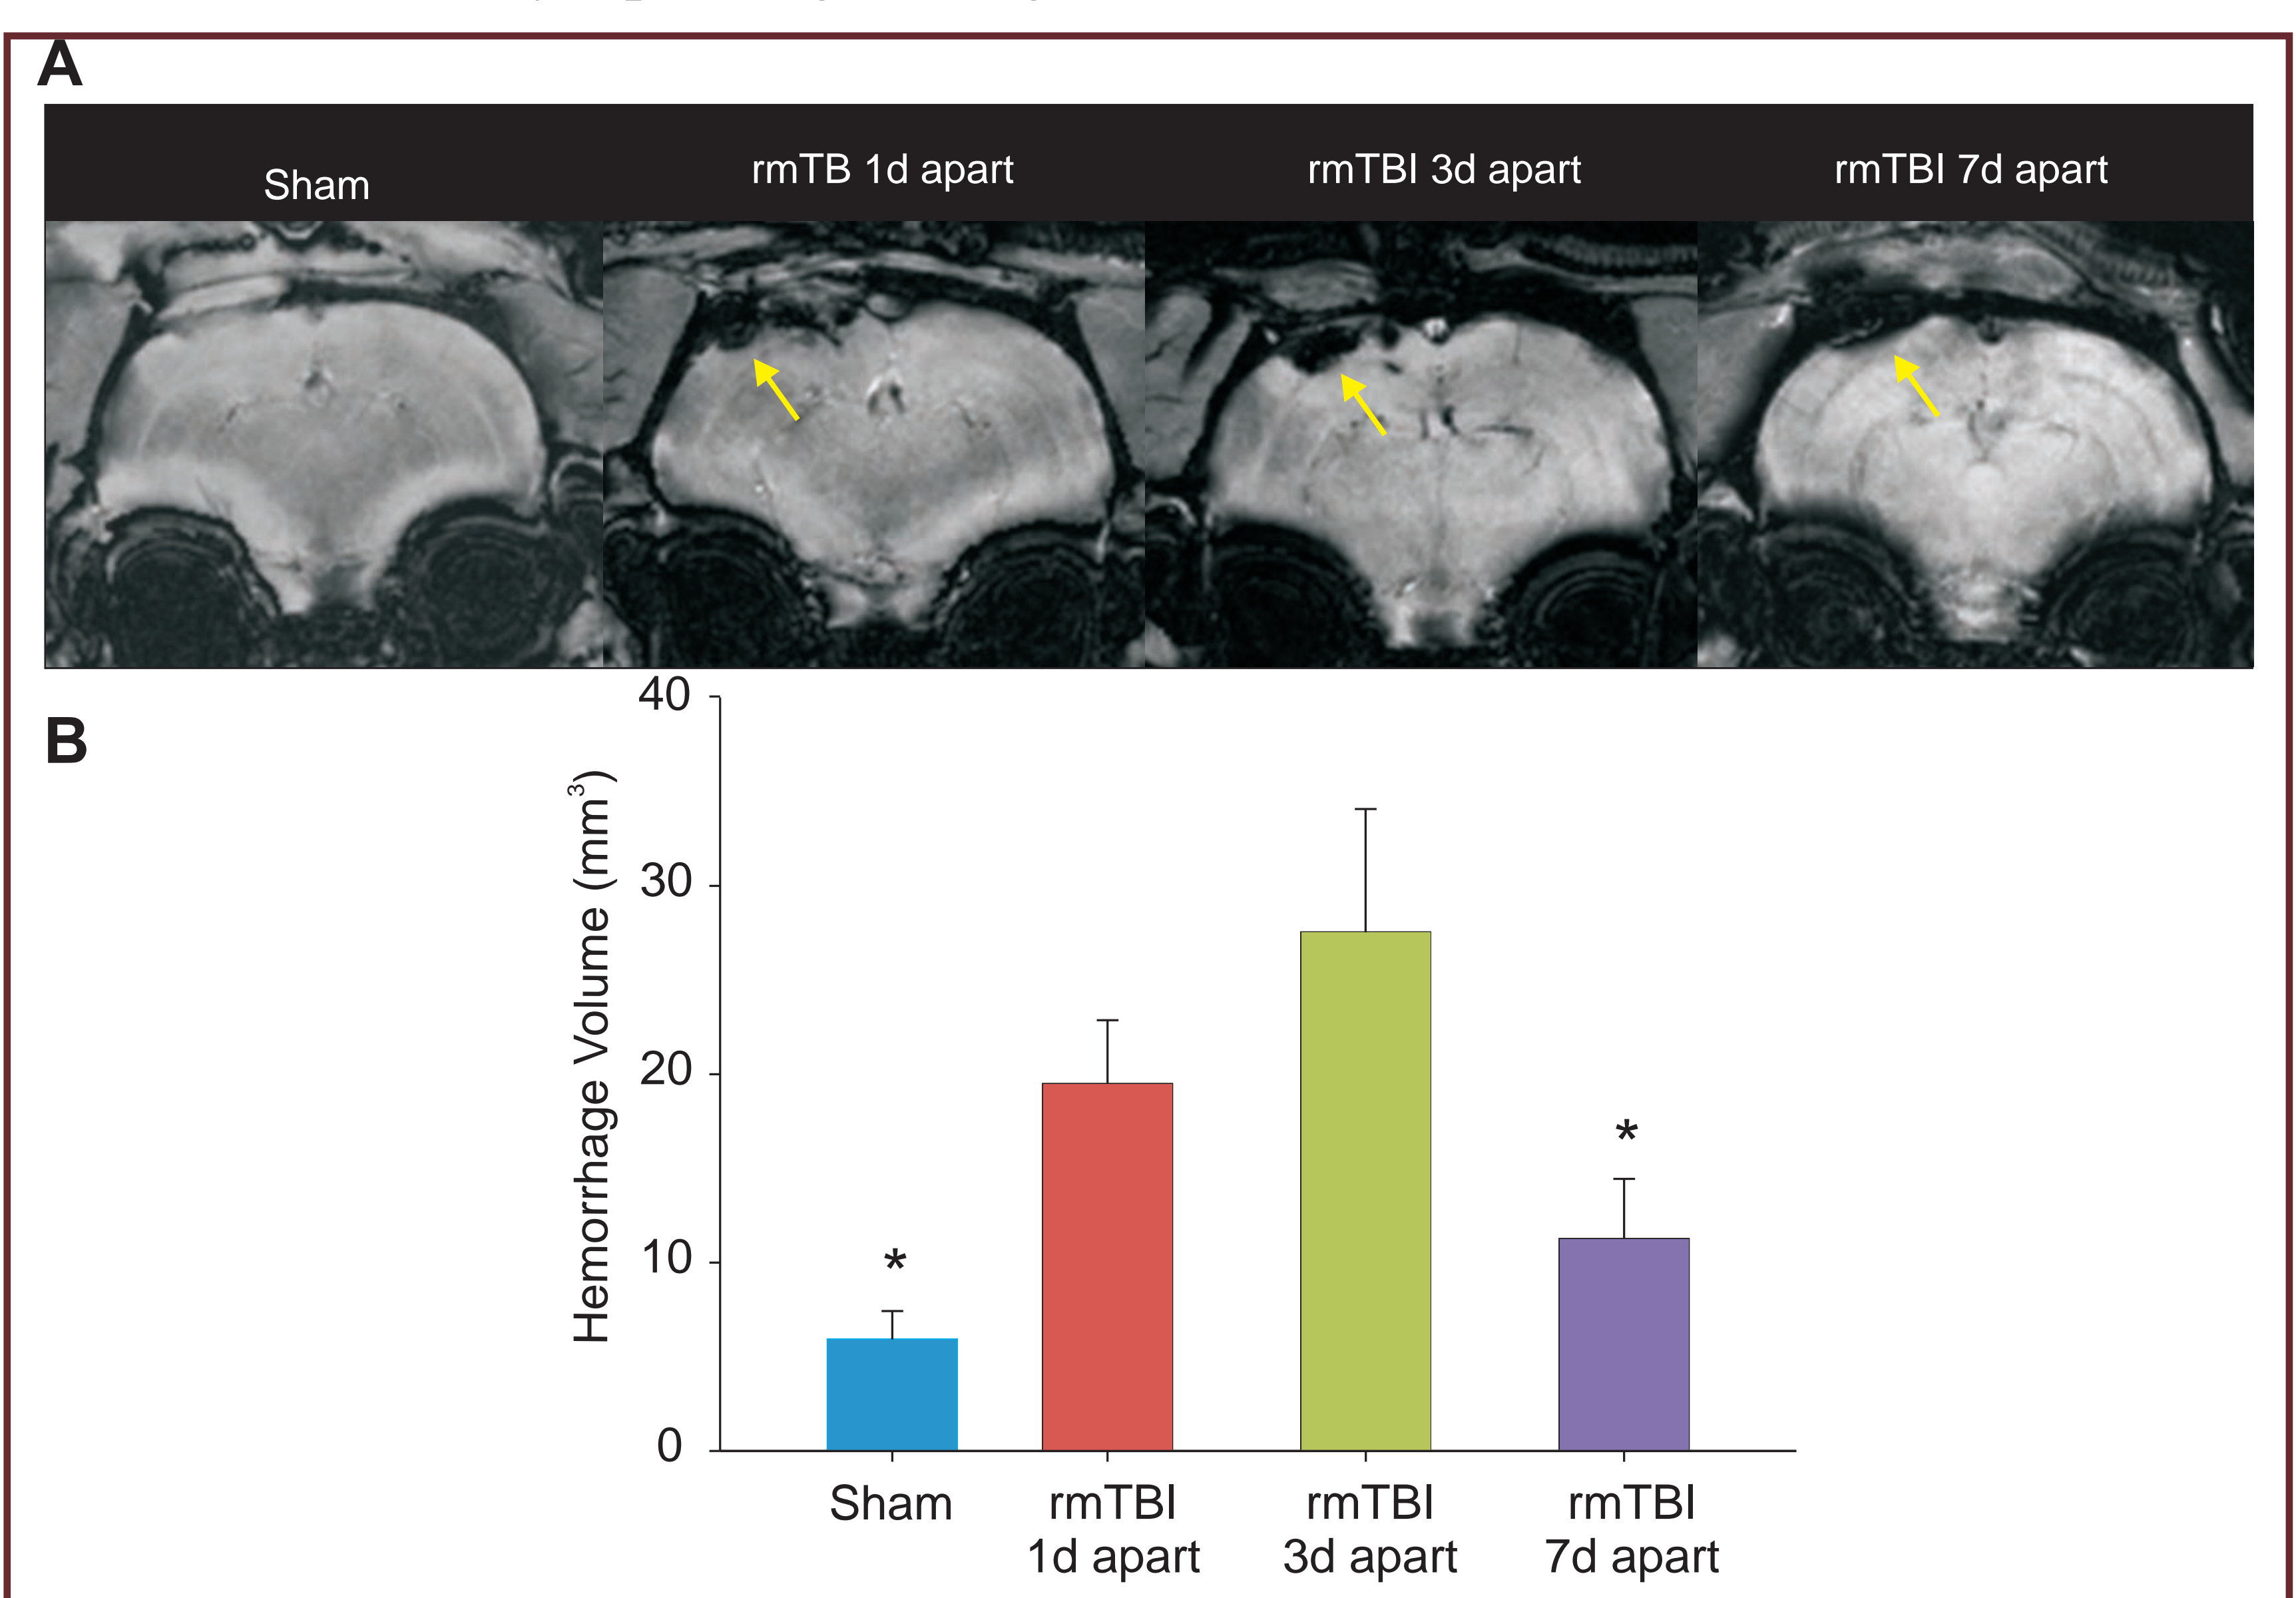 A
Sham
rmTB 1d apart
rmTBI 3d apart
rmTBI 7d apart
B
Hemorrhage Volume (mm³)
40
30
20
10
0
*
*
Sham
rmTBI
1d apart
rmTBI
3d apart
rmTBI
7d apart